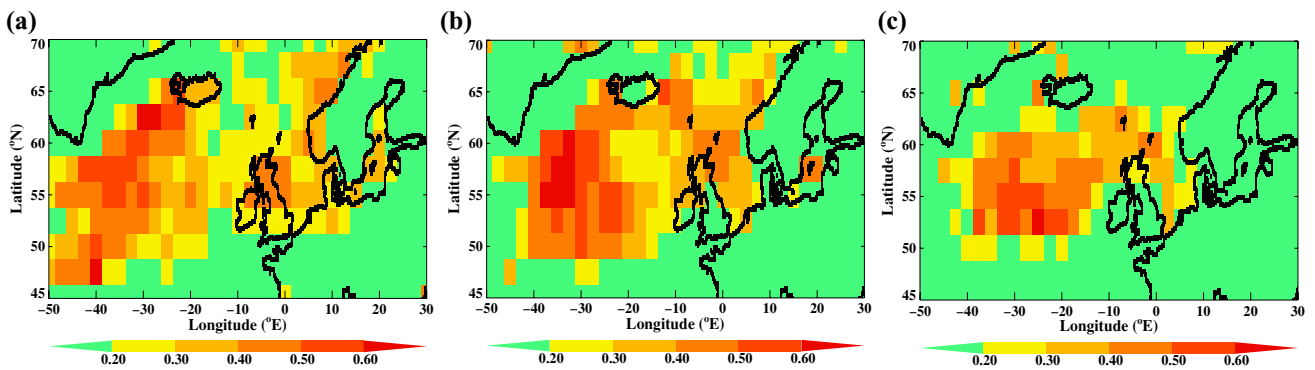 (a) (b) (c)
70 70 70
65 65 65
60 60 60
55 55 55
50 50 50
45 45 45
Latitude (°N) Latitude (°N) Latitude (°N)
−50 −40 −30 −20 −10 0 10 20 30 −50 −40 −30 −20 −10 0 10 20 30 −50 −40 −30 −20 −10 0 10 20 30
Longitude (°E) Longitude (°E) Longitude (°E)
0.20 0.30 0.40 0.50 0.60 0.20 0.30 0.40 0.50 0.60 0.20 0.30 0.40 0.50 0.60